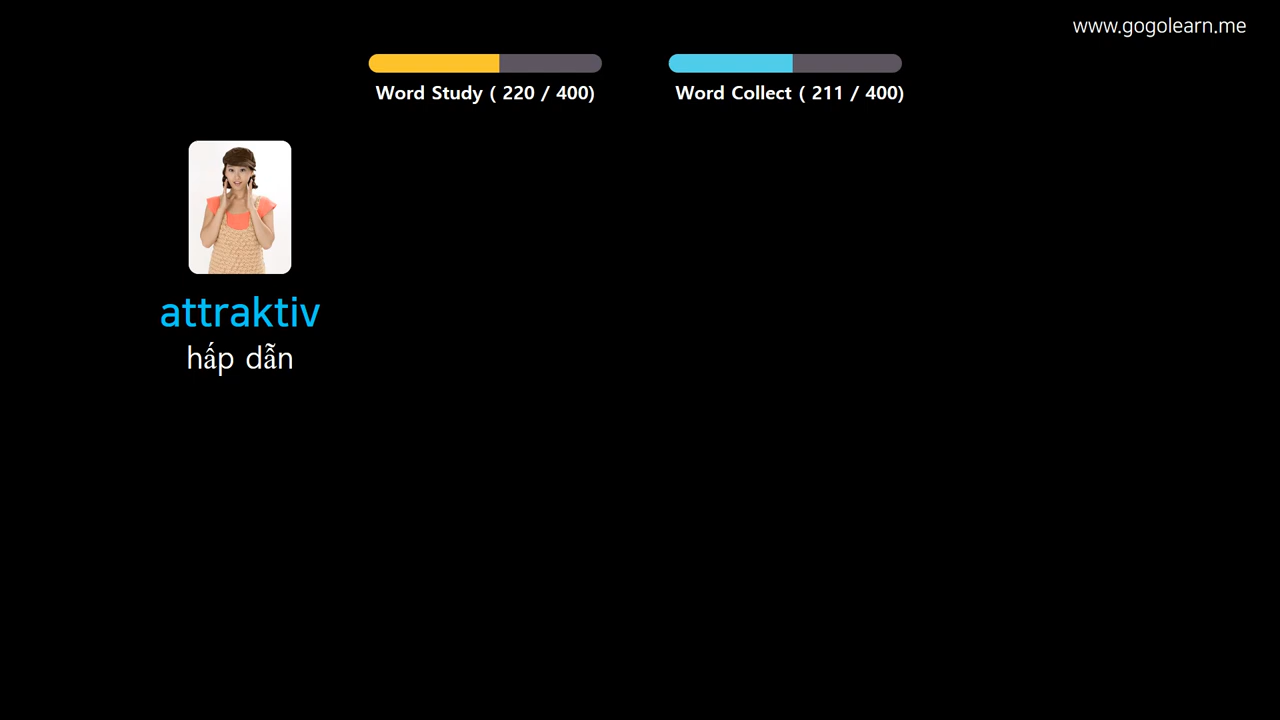 www.gogolearn.me
Word Study ( 220 / 400)
Word Collect ( 211 / 400)
attraktiv
hấp dẫn